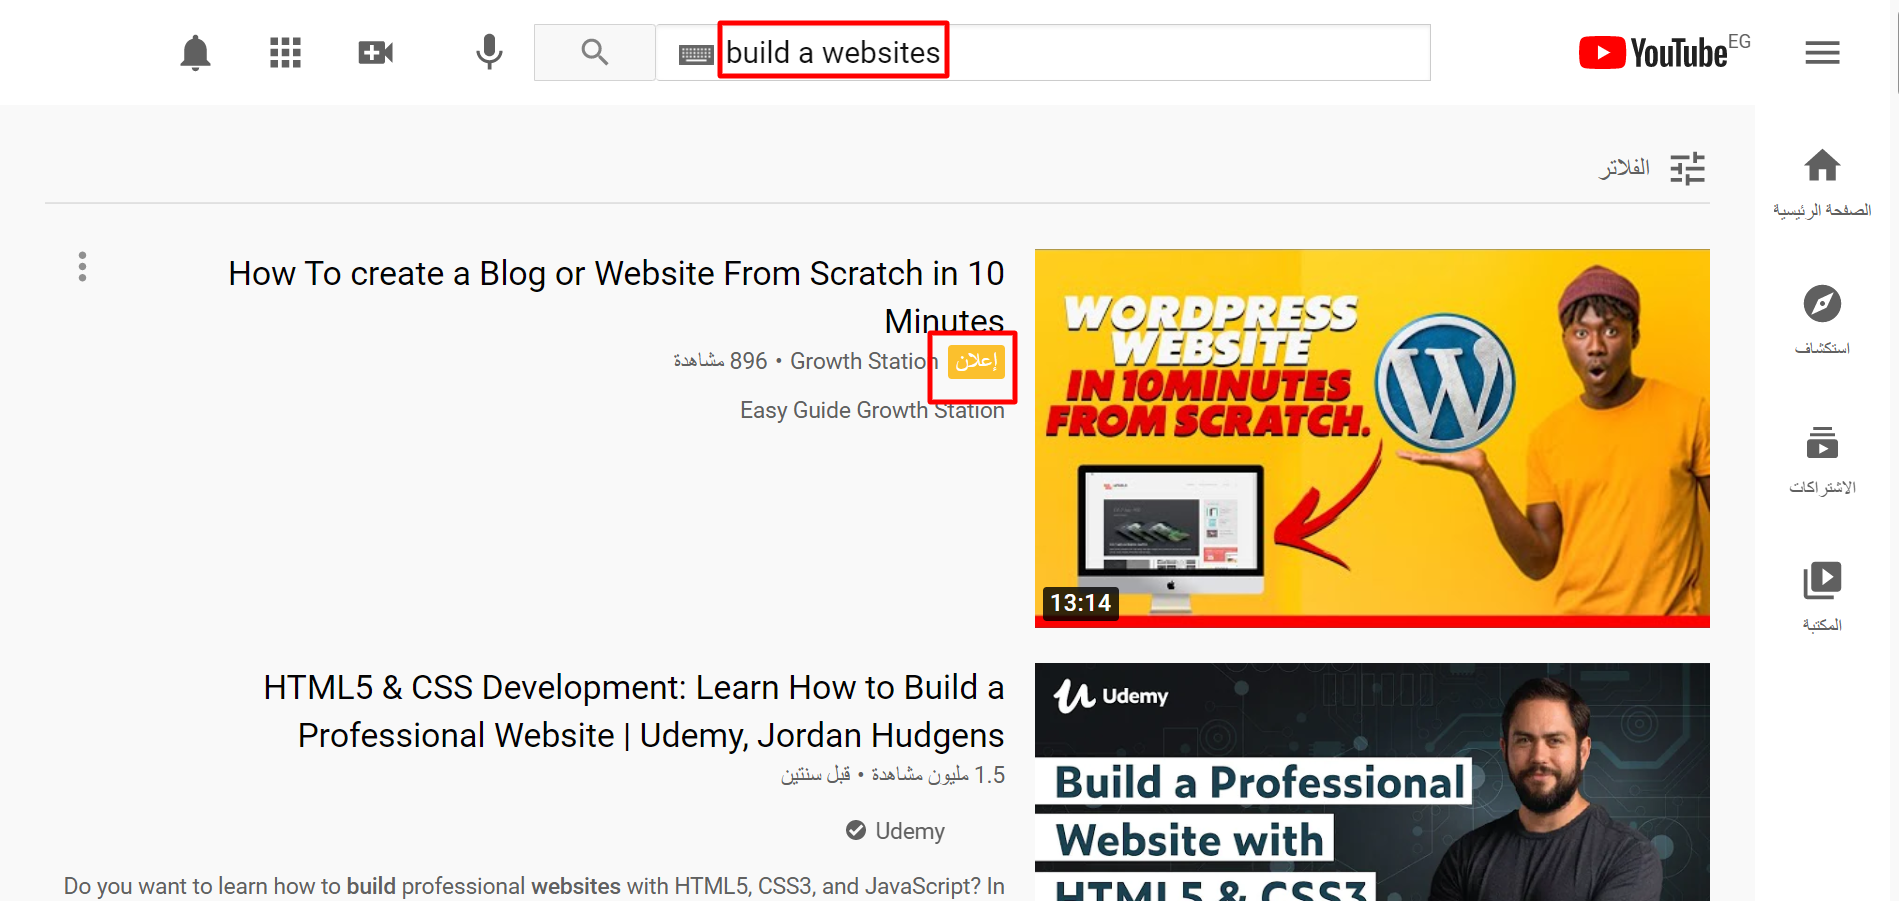 build a websites
YouTube EG
الفلاتر
الصفحة الرئيسية
استكشاف
الاشتراكات
المكتبة
How To create a Blog or Website From Scratch in 10
Minutes
إعلان Growth Station • 896 مشاهدة
Easy Guide Growth Station
WORDPRESS
WEBSITE
IN 10MINUTES
FROM SCRATCH.
13:14
HTML5 & CSS Development: Learn How to Build a
Professional Website | Udemy, Jordan Hudgens
1.5 مليون مشاهدة • قبل سنتين
Udemy
Do you want to learn how to build professional websites with HTML5, CSS3, and JavaScript? In
Udemy
Build a Professional
Website with
HTML5 & CSS3